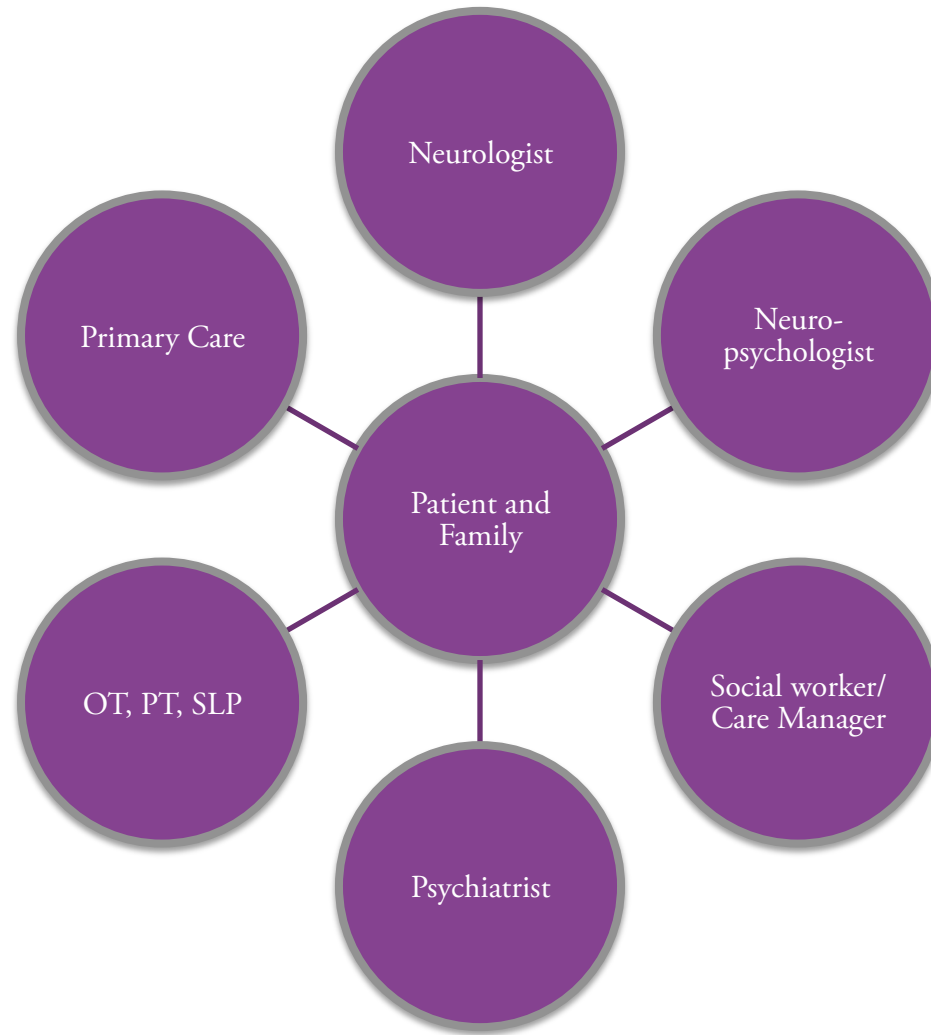 Neurologist
Neuro-
psychologist
Primary Care
Patient and
Family
Social worker/
Care Manager
OT, PT, SLP
Psychiatrist